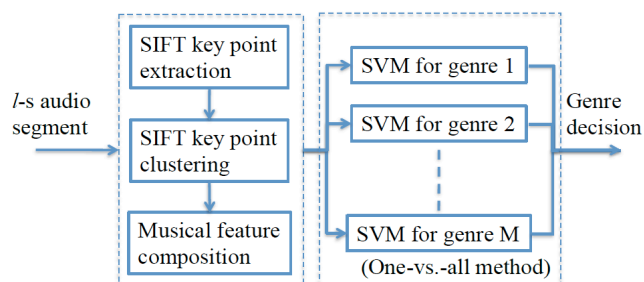 l-s audio
segment
SIFT key point
extraction
SIFT key point
clustering
Musical feature
composition
SVM for genre 1
SVM for genre 2
SVM for genre M
(One-vs.-all method)
Genre
decision